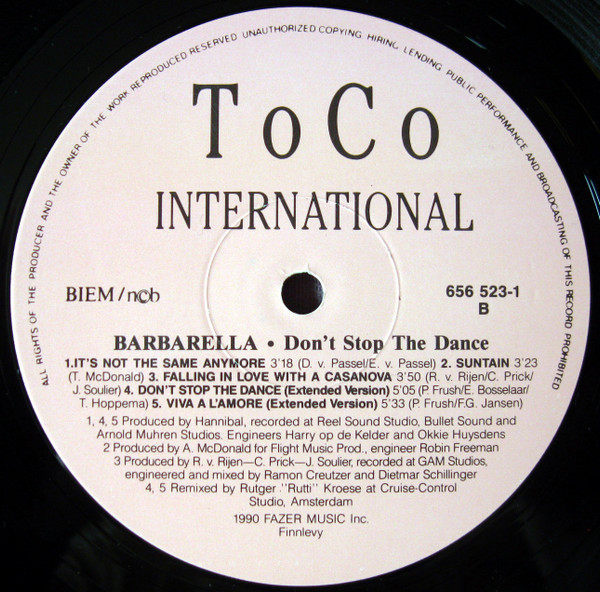 ALL RIGHTS OF THE PRODUCER AND THE OWNER OF THE WORK REPRODUCED RESERVED UNAUTHORIZED COPYING HIRING, LENDING PUBLIC PERFORMANCE AND BROADCASTING OF THIS RECORD PROHIBITED
ToCo
INTERNATIONAL
BIEM/ncb
656 523-1
B
BARBARELLA • Don't Stop The Dance
1.IT'S NOT THE SAME ANYMORE 3'18 (D. v. Passel/E. v. Passel) 2. SUNTAIN 3'23
(T. McDonald) 3. FALLING IN LOVE WITH A CASANOVA 3'50 (R. v. Rijen/C. Prick/
J. Soulier) 4. DON'T STOP THE DANCE (Extended Version) 5'05 (P. Frush/E. Bosselaar/
T. Hoppema) 5. VIVA A L'AMORE (Extended Version) 5'33 (P. Frush/F.G. Jansen)
1, 4, 5 Produced by Hannibal, recorded at Reel Sound Studio, Bullet Sound and
Arnold Muhren Studios. Engineers Harry op de Kelder and Okkie Huysdens
2 Produced by A. McDonald for Flight Music Prod., engineer Robin Freeman
3 Produced by R. v. Rijen—C. Prick—J. Soulier, recorded at GAM Studios,
engineered and mixed by Ramon Creutzer and Dietmar Schillinger
4, 5 Remixed by Rutger "Rutti" Kroese at Cruise-Control
Studio, Amsterdam
1990 FAZER MUSIC Inc.
Finnlevy